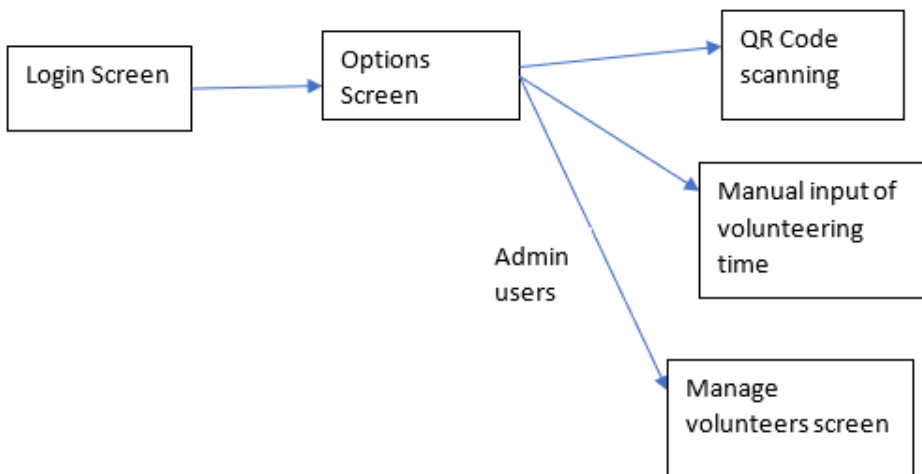 Login Screen
Options
Screen
QR Code
scanning
Manual input of
volunteering
time
Admin
users
Manage
volunteers screen